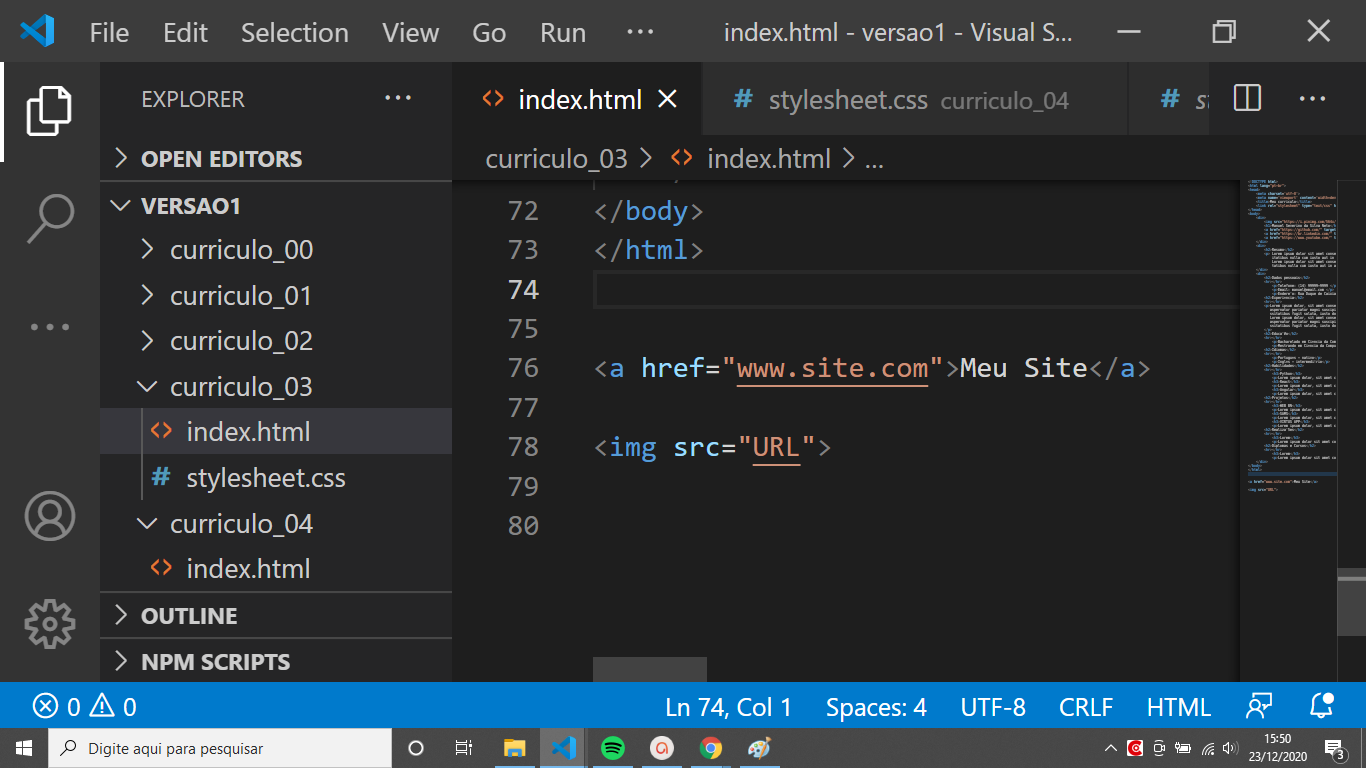 File Edit Selection View Go Run ... index.html - versao1 - Visual S...
EXPLORER
index.html
# stylesheet.css curriculo_04
#
OPEN EDITORS
curriculo_03 > index.html > ...
VERSAO1
curriculo_00
curriculo_01
curriculo_02
curriculo_03
index.html
# stylesheet.css
curriculo_04
index.html
OUTLINE
NPM SCRIPTS
72 </body>
73 </html>
74
75
76 <a href="www.site.com">Meu Site</a>
77
78 <img src="URL">
79
80
0 0 Ln 74, Col 1 Spaces: 4 UTF-8 CRLF HTML
Digite aqui para pesquisar
15:50
23/12/2020
3